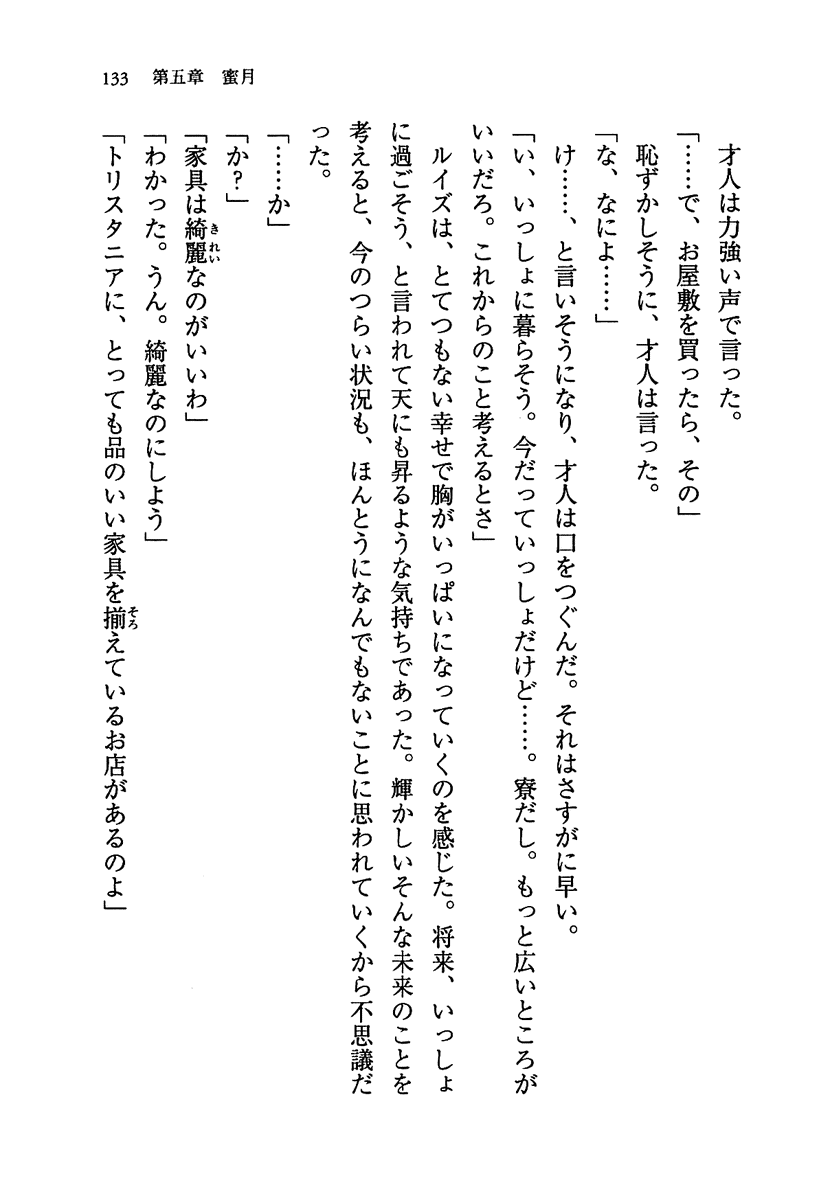 133　第五章　蜜月
　才人は力強い声で言った。
「……で、お屋敷を買ったら、その」
　恥ずかしそうに、才人は言った。
「な、なによ……」
　け……、と言いそうになり、才人は口をつぐんだ。それはさすがに早い。
「い、いっしょに暮らそう。今だっていっしょだけど……。寮だし。もっと広いところが
いいだろ。これからのこと考えるとさ」
　ルイズは、とてつもない幸せで胸がいっぱいになっていくのを感じた。将来、いっしょ
に過ごそう、と言われて天にも昇るような気持ちであった。輝かしいそんな未来のことを
考えると、今のつらい状況も、ほんとうになんでもないことに思われていくから不思議だ
った。
「……か」
「か？」
「家具は綺麗なのがいいわ」
「わかった。うん。綺麗なのにしよう」
「トリスタニアに、とっても品のいい家具を揃えているお店があるのよ」